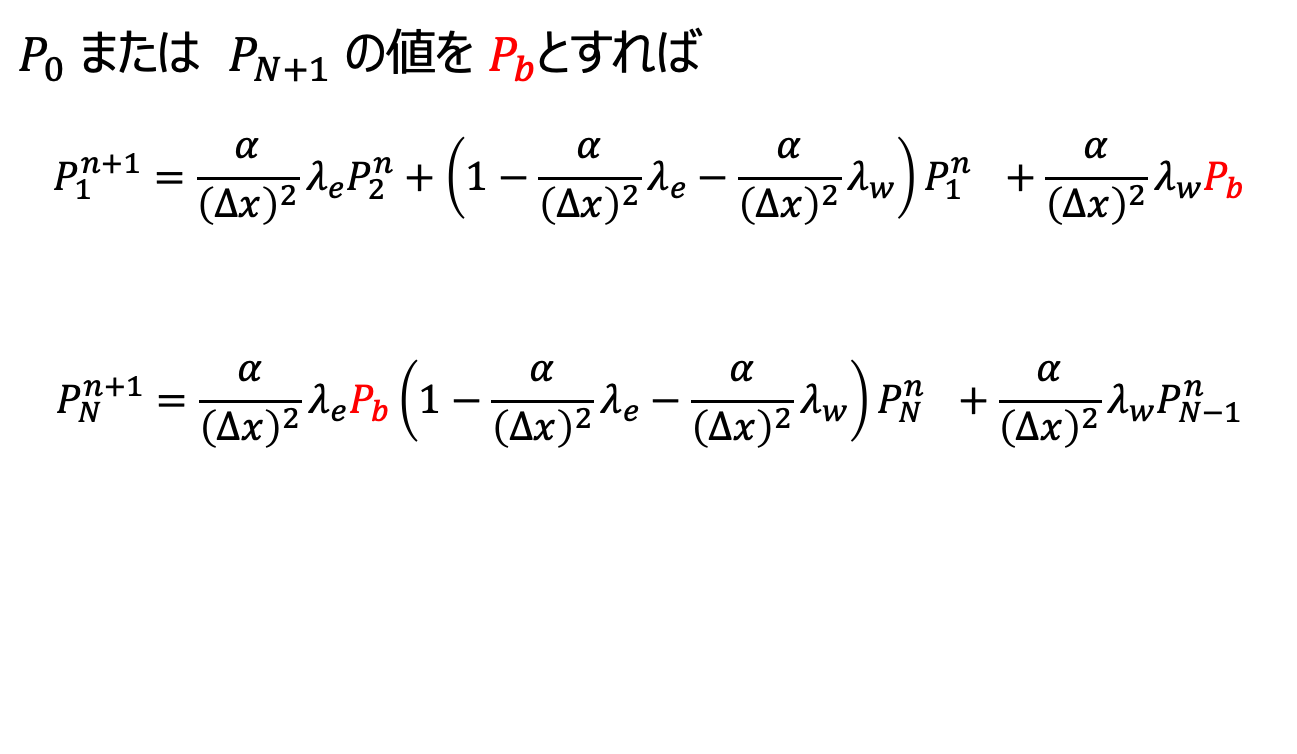 $P_0$ または $P_{N+1}$ の値を $P_b$とすれば
$P_1^{n+1} = \frac{\alpha}{(\Delta x)^2} \lambda_e P_2^n + \left( 1 - \frac{\alpha}{(\Delta x)^2} \lambda_e - \frac{\alpha}{(\Delta x)^2} \lambda_w \right) P_1^n + \frac{\alpha}{(\Delta x)^2} \lambda_w P_b$
$P_N^{n+1} = \frac{\alpha}{(\Delta x)^2} \lambda_e P_b \left( 1 - \frac{\alpha}{(\Delta x)^2} \lambda_e - \frac{\alpha}{(\Delta x)^2} \lambda_w \right) P_N^n + \frac{\alpha}{(\Delta x)^2} \lambda_w P_{N-1}^n$